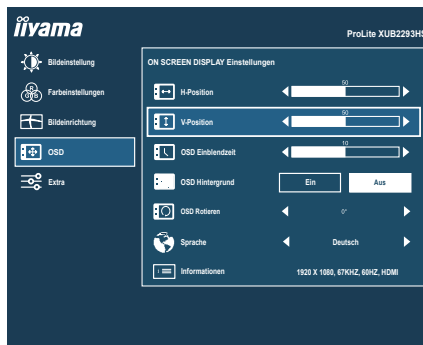 iiyama
ProLite XUB2293HS
Bildeinstellung
Farbeinstellungen
Bildeinrichtung
OSD
Extra
ON SCREEN DISPLAY Einstellungen
H-Position
50
V-Position
50
OSD Einblendzeit
10
OSD Hintergrund
Ein
Aus
OSD Rotieren
0°
Sprache
Deutsch
Informationen
1920 X 1080, 67KHZ, 60HZ, HDMI